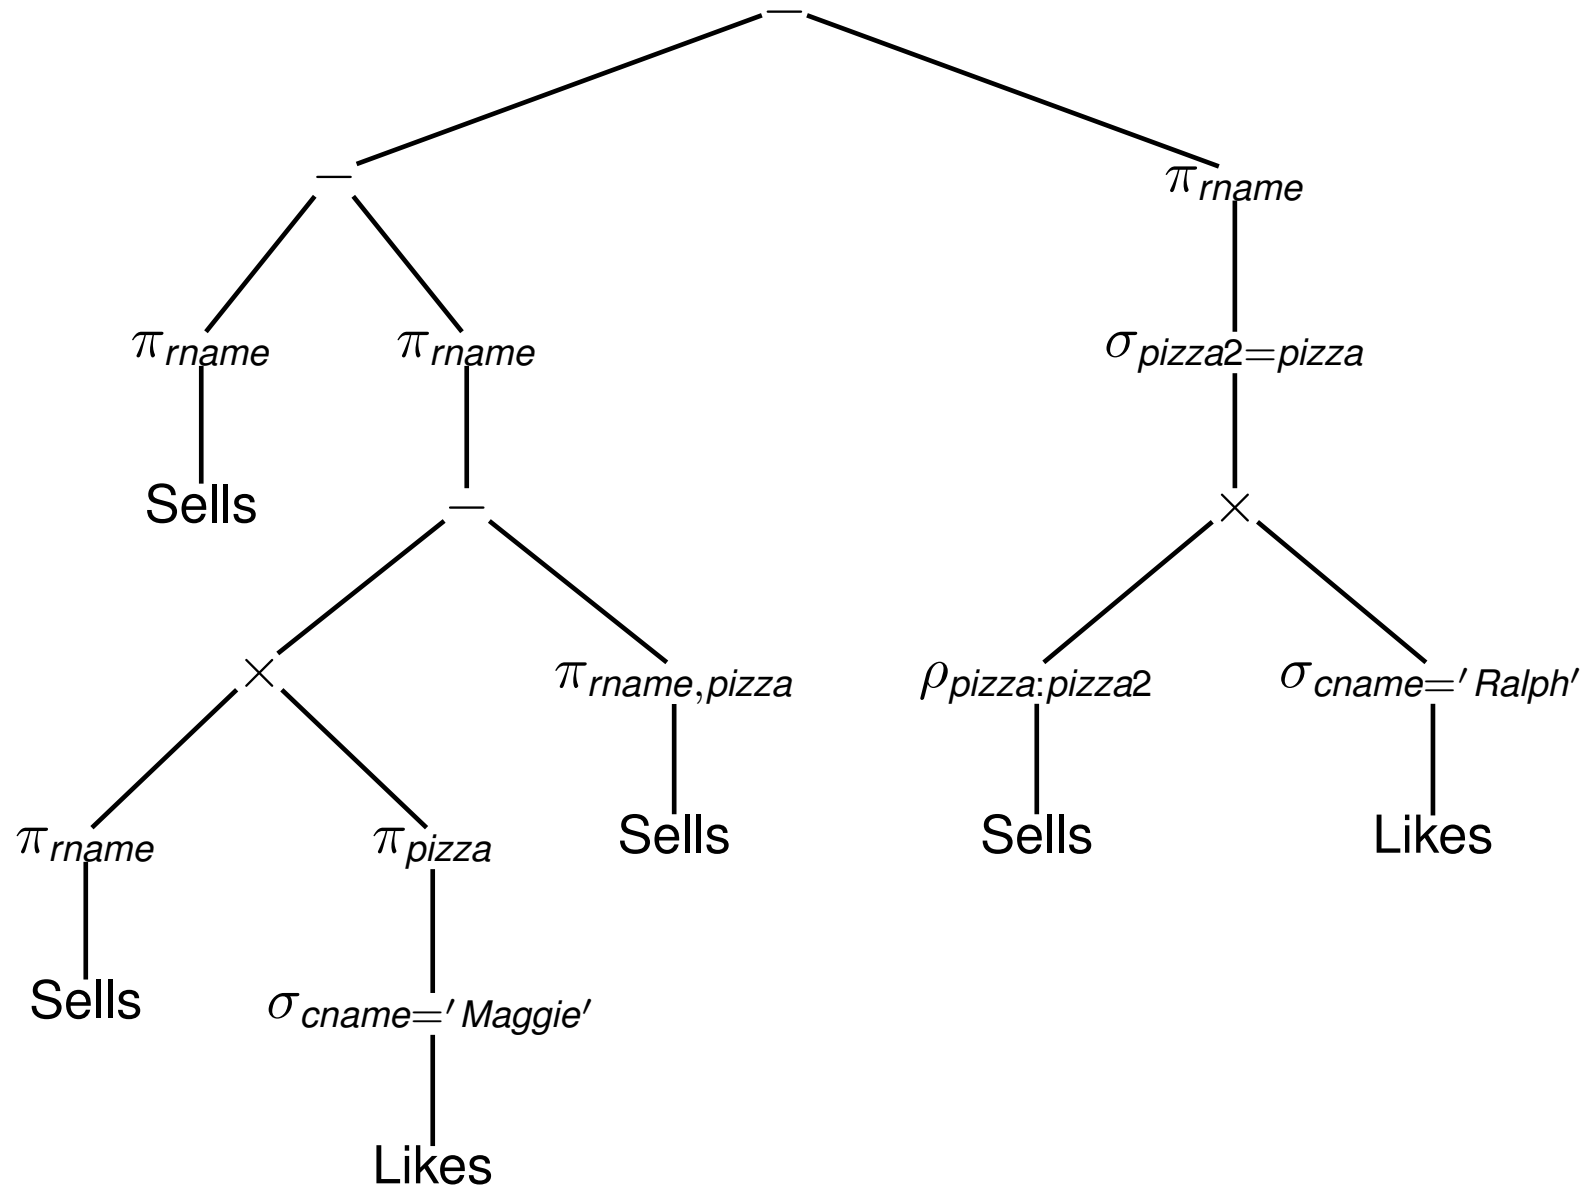 −
− π rname
π rname π rname σ pizza2=pizza
Sells − ×
× π rname,pizza ρ pizza:pizza2 σ cname='Ralph'
π rname π pizza Sells Sells Likes
Sells σ cname='Maggie'
Likes